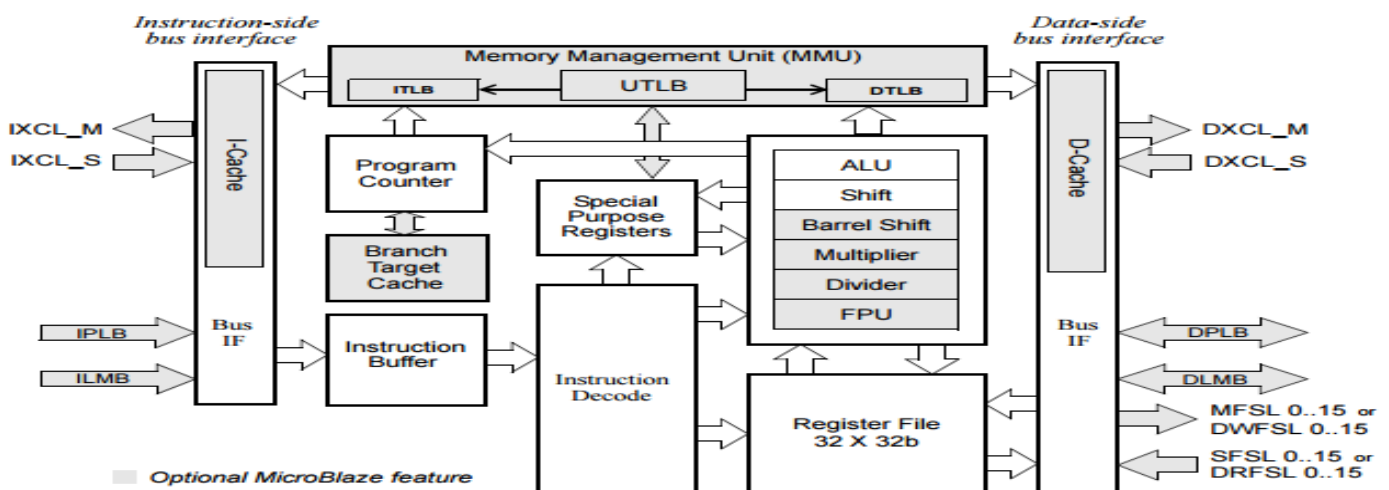 Instruction-side
bus interface
Data-side
bus interface
Memory Management Unit (MMU)
ITLB
UTLB
DTLB
IXCL_M
IXCL_S
I-Cache
Program
Counter
Special
Purpose
Registers
ALU
Shift
Barrel Shift
Multiplier
Divider
FPU
D-Cache
DXCL_M
DXCL_S
Branch
Target
Cache
IPLB
ILMB
Bus
IF
Instruction
Buffer
Instruction
Decode
Register File
32 X 32b
Bus
IF
DPLB
DLMB
MFSL 0..15 or
DWFSL 0..15
SFSL 0..15 or
DRFSL 0..15
Optional MicroBlaze feature